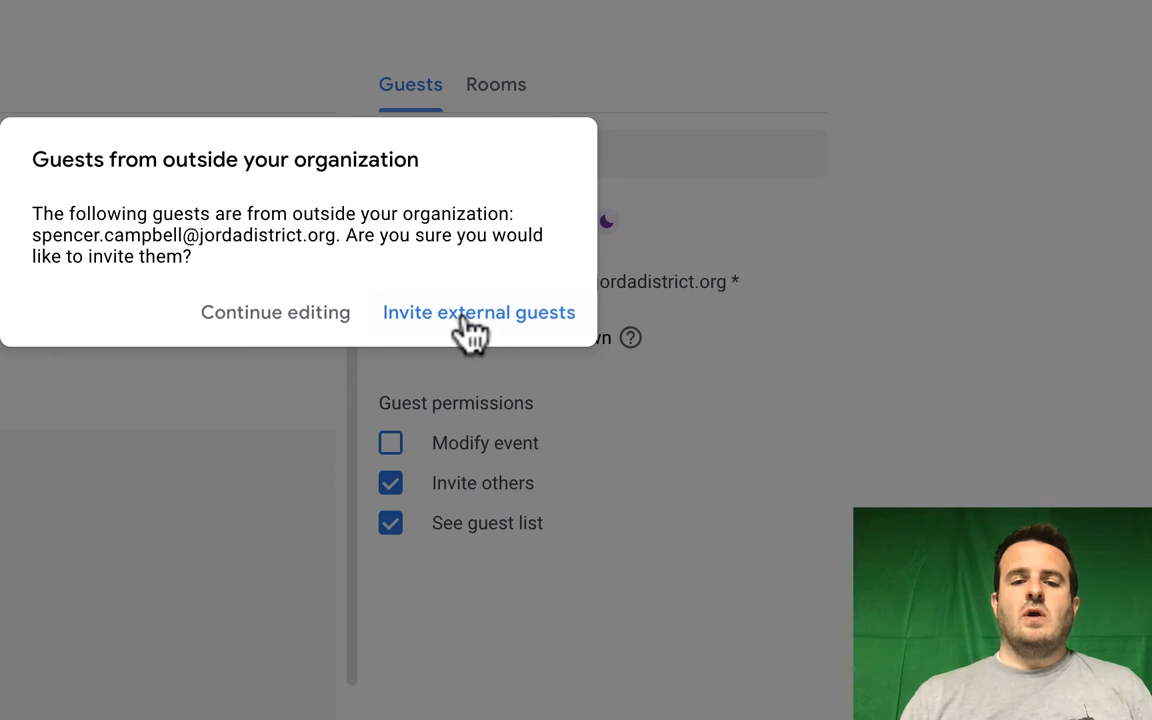 Guests Rooms
Guests from outside your organization
The following guests are from outside your organization:
spencer.campbell@jordadistrict.org. Are you sure you would
like to invite them?
jordadistrict.org *
Continue editing Invite external guests
vn
Guest permissions
Modify event
Invite others
See guest list